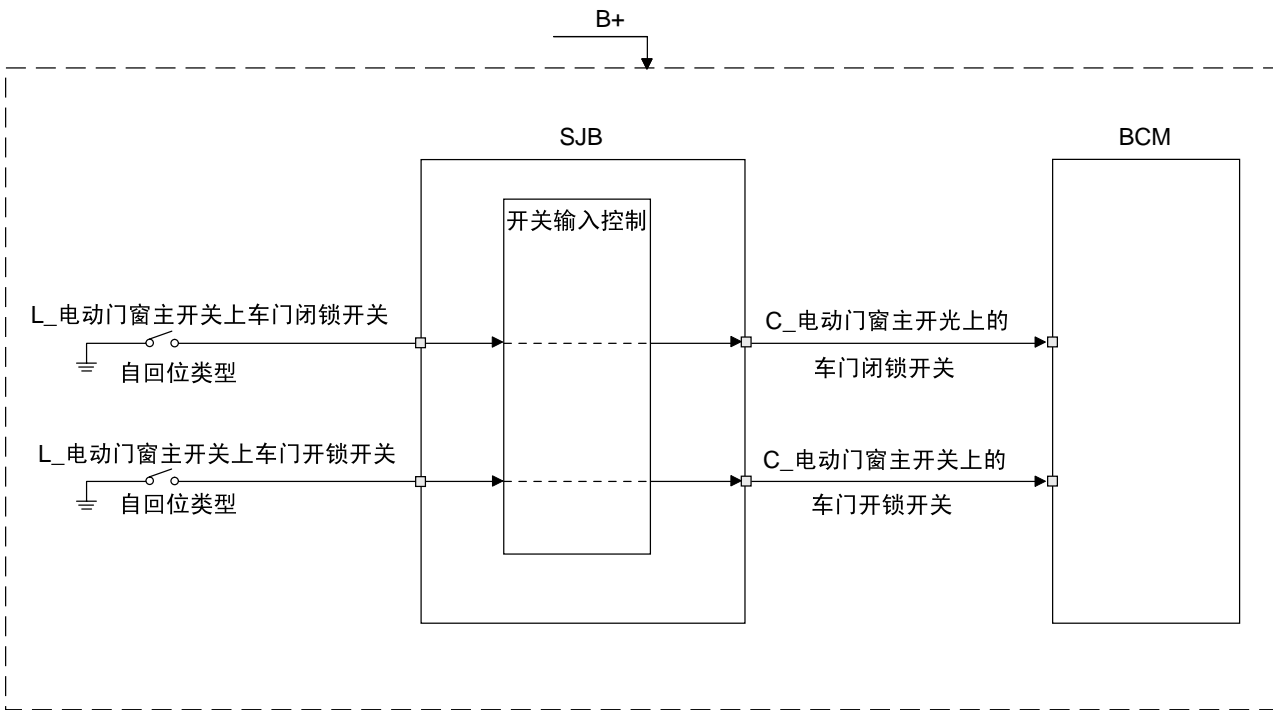 B+
SJB
BCM
开关输入控制
L_电动门窗主开关上车门闭锁开关
自回位类型
C_电动门窗主开光上的
车门闭锁开关
L_电动门窗主开关上车门开锁开关
自回位类型
C_电动门窗主开关上的
车门开锁开关